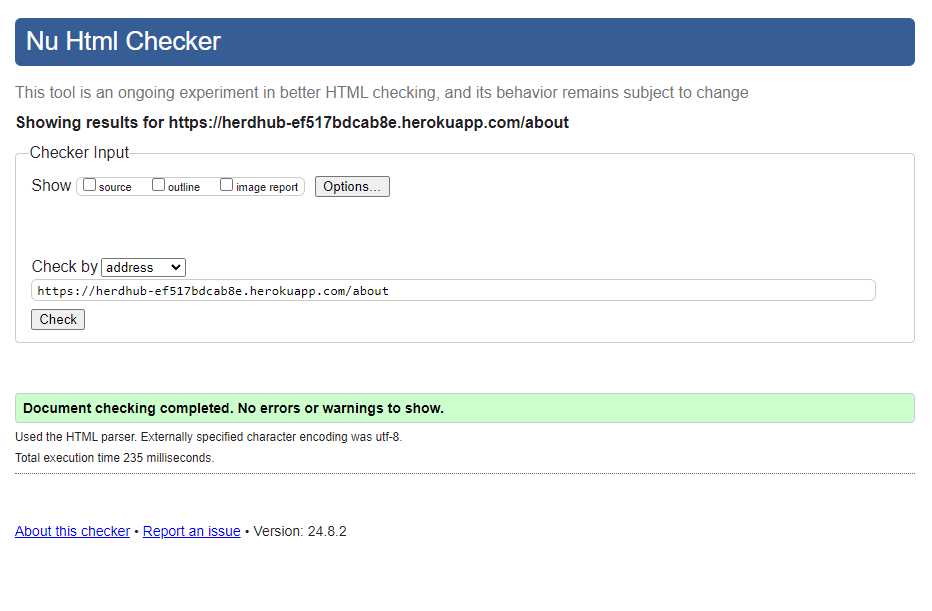 Nu Html Checker
This tool is an ongoing experiment in better HTML checking, and its behavior remains subject to change
Showing results for https://herdhub-ef517bdcab8e.herokuapp.com/about
Checker Input
Show source outline image report Options...
Check by address
https://herdhub-ef517bdcab8e.herokuapp.com/about
Check
Document checking completed. No errors or warnings to show.
Used the HTML parser. Externally specified character encoding was utf-8.
Total execution time 235 milliseconds.
About this checker • Report an issue • Version: 24.8.2